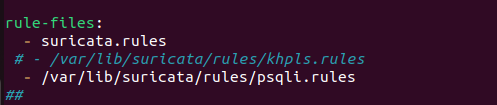 rule-files:
  - suricata.rules
 # - /var/lib/suricata/rules/khpls.rules
  - /var/lib/suricata/rules/psqli.rules
##